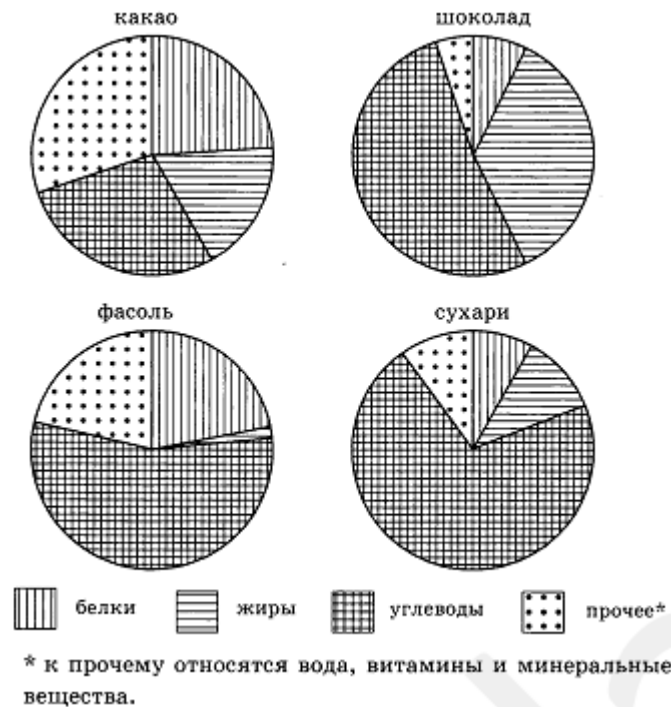 какао
шоколад
фасоль
сухари
белки
жиры
углеводы
прочее*
* к прочему относятся вода, витамины и минеральные
вещества.